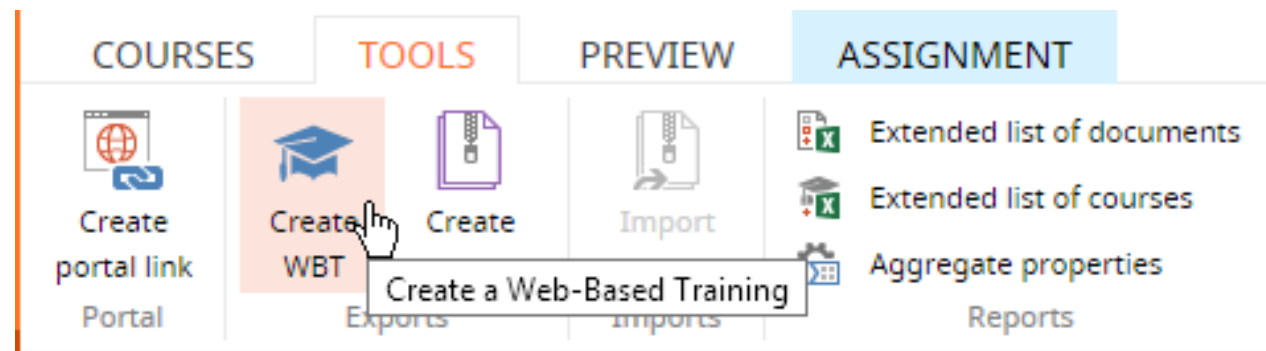 COURSES TOOLS PREVIEW ASSIGNMENT
Create
portal link
Portal
Create
WBT
Create
Exports
Import
Imports
Create a Web-Based Training
Extended list of documents
Extended list of courses
Aggregate properties
Reports